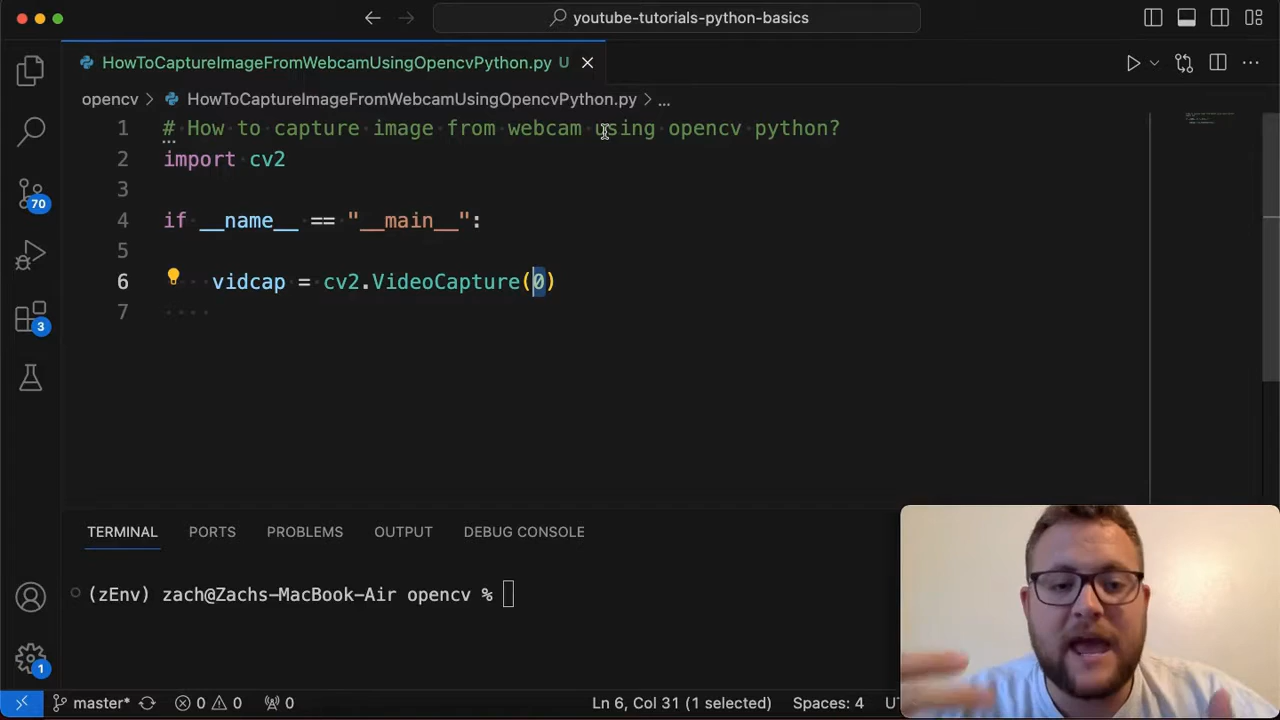 youtube-tutorials-python-basics
HowToCaptureImageFromWebcamUsingOpencvPython.py U
opencv > HowToCaptureImageFromWebcamUsingOpencvPython.py > ...
1 # How to capture image from webcam using opencv python?
2 import cv2
3
4 if __name__ == "__main__":
5
6 vidcap = cv2.VideoCapture(0)
7
70
3
1
TERMINAL PORTS PROBLEMS OUTPUT DEBUG CONSOLE
(zEnv) zach@Zachs-MacBook-Air opencv %
master* 0 0 0 Ln 6, Col 31 (1 selected) Spaces: 4